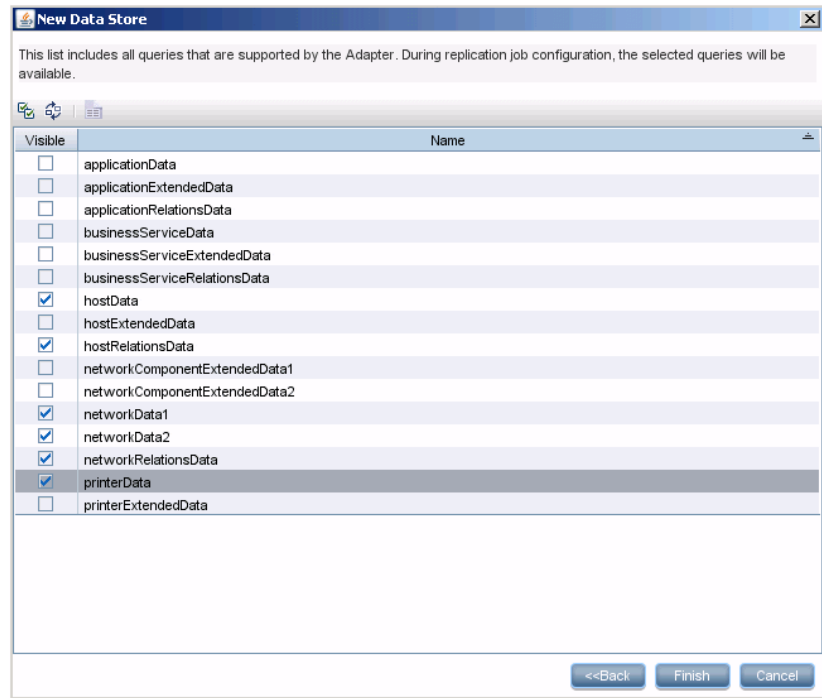 New Data Store
This list includes all queries that are supported by the Adapter. During replication job configuration, the selected queries will be
available.
Visible Name
applicationData
applicationExtendedData
applicationRelationsData
businessServiceData
businessServiceExtendedData
businessServiceRelationsData
hostData
hostExtendedData
hostRelationsData
networkComponentExtendedData1
networkComponentExtendedData2
networkData1
networkData2
networkRelationsData
printerData
printerExtendedData
<<Back Finish Cancel